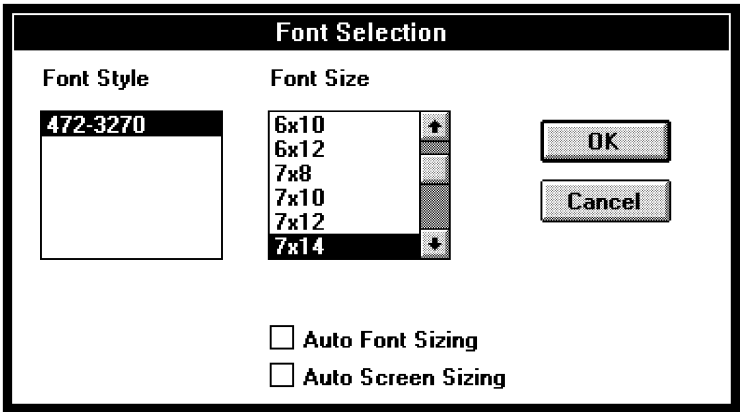 Font Selection
Font Style
Font Size
472-3270
6x10
6x12
7x8
7x10
7x12
7x14
OK
Cancel
Auto Font Sizing
Auto Screen Sizing